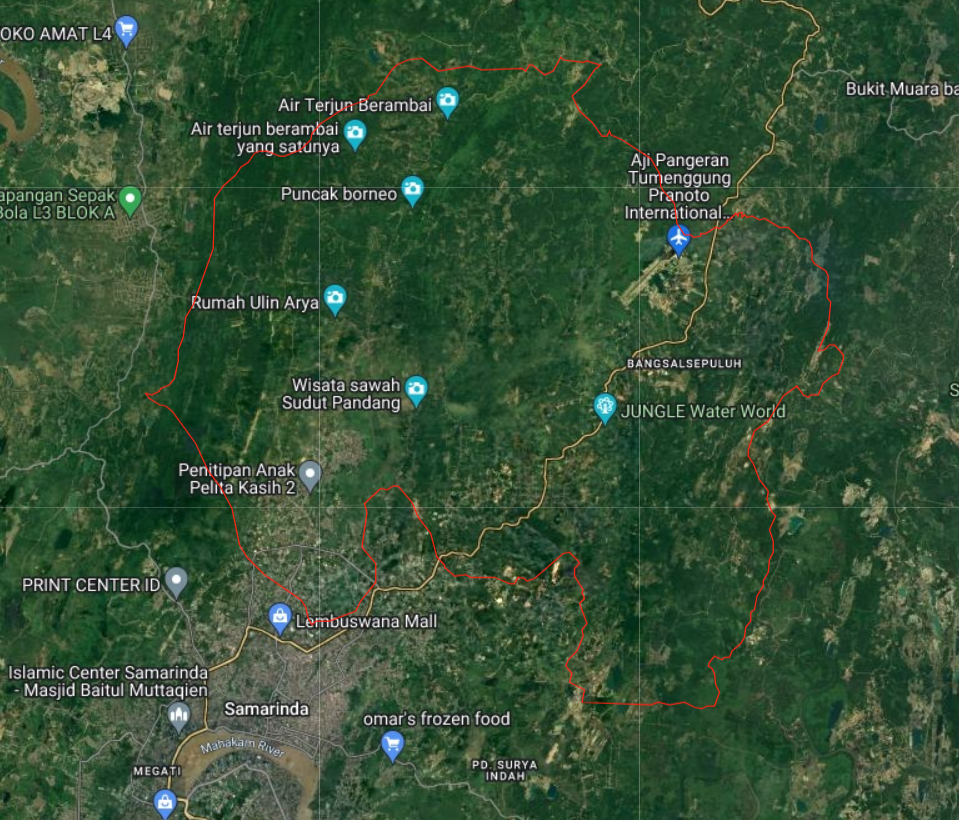 OKO AMAT L4
Bukit Muara ba
Air Terjun Berambai
Air terjun berambai
yang satunya
Aji Pangeran
Tumenggung
Pranoto
International...
Puncak borneo
apangan Sepak
Bola L3 BLOK A
Rumah Ulin Arya
BANGSALSEPULUH
Wisata sawah
Sudut Pandang
S
JUNGLE Water World
Penitipan Anak
Pelita Kasih 2
PRINT CENTER ID
Lembuswana Mall
Islamic Center Samarinda
- Masjid Baitul Muttaqien
Samarinda
omar's frozen food
Mahakam River
MEGATI
PD. SURYA
INDAH